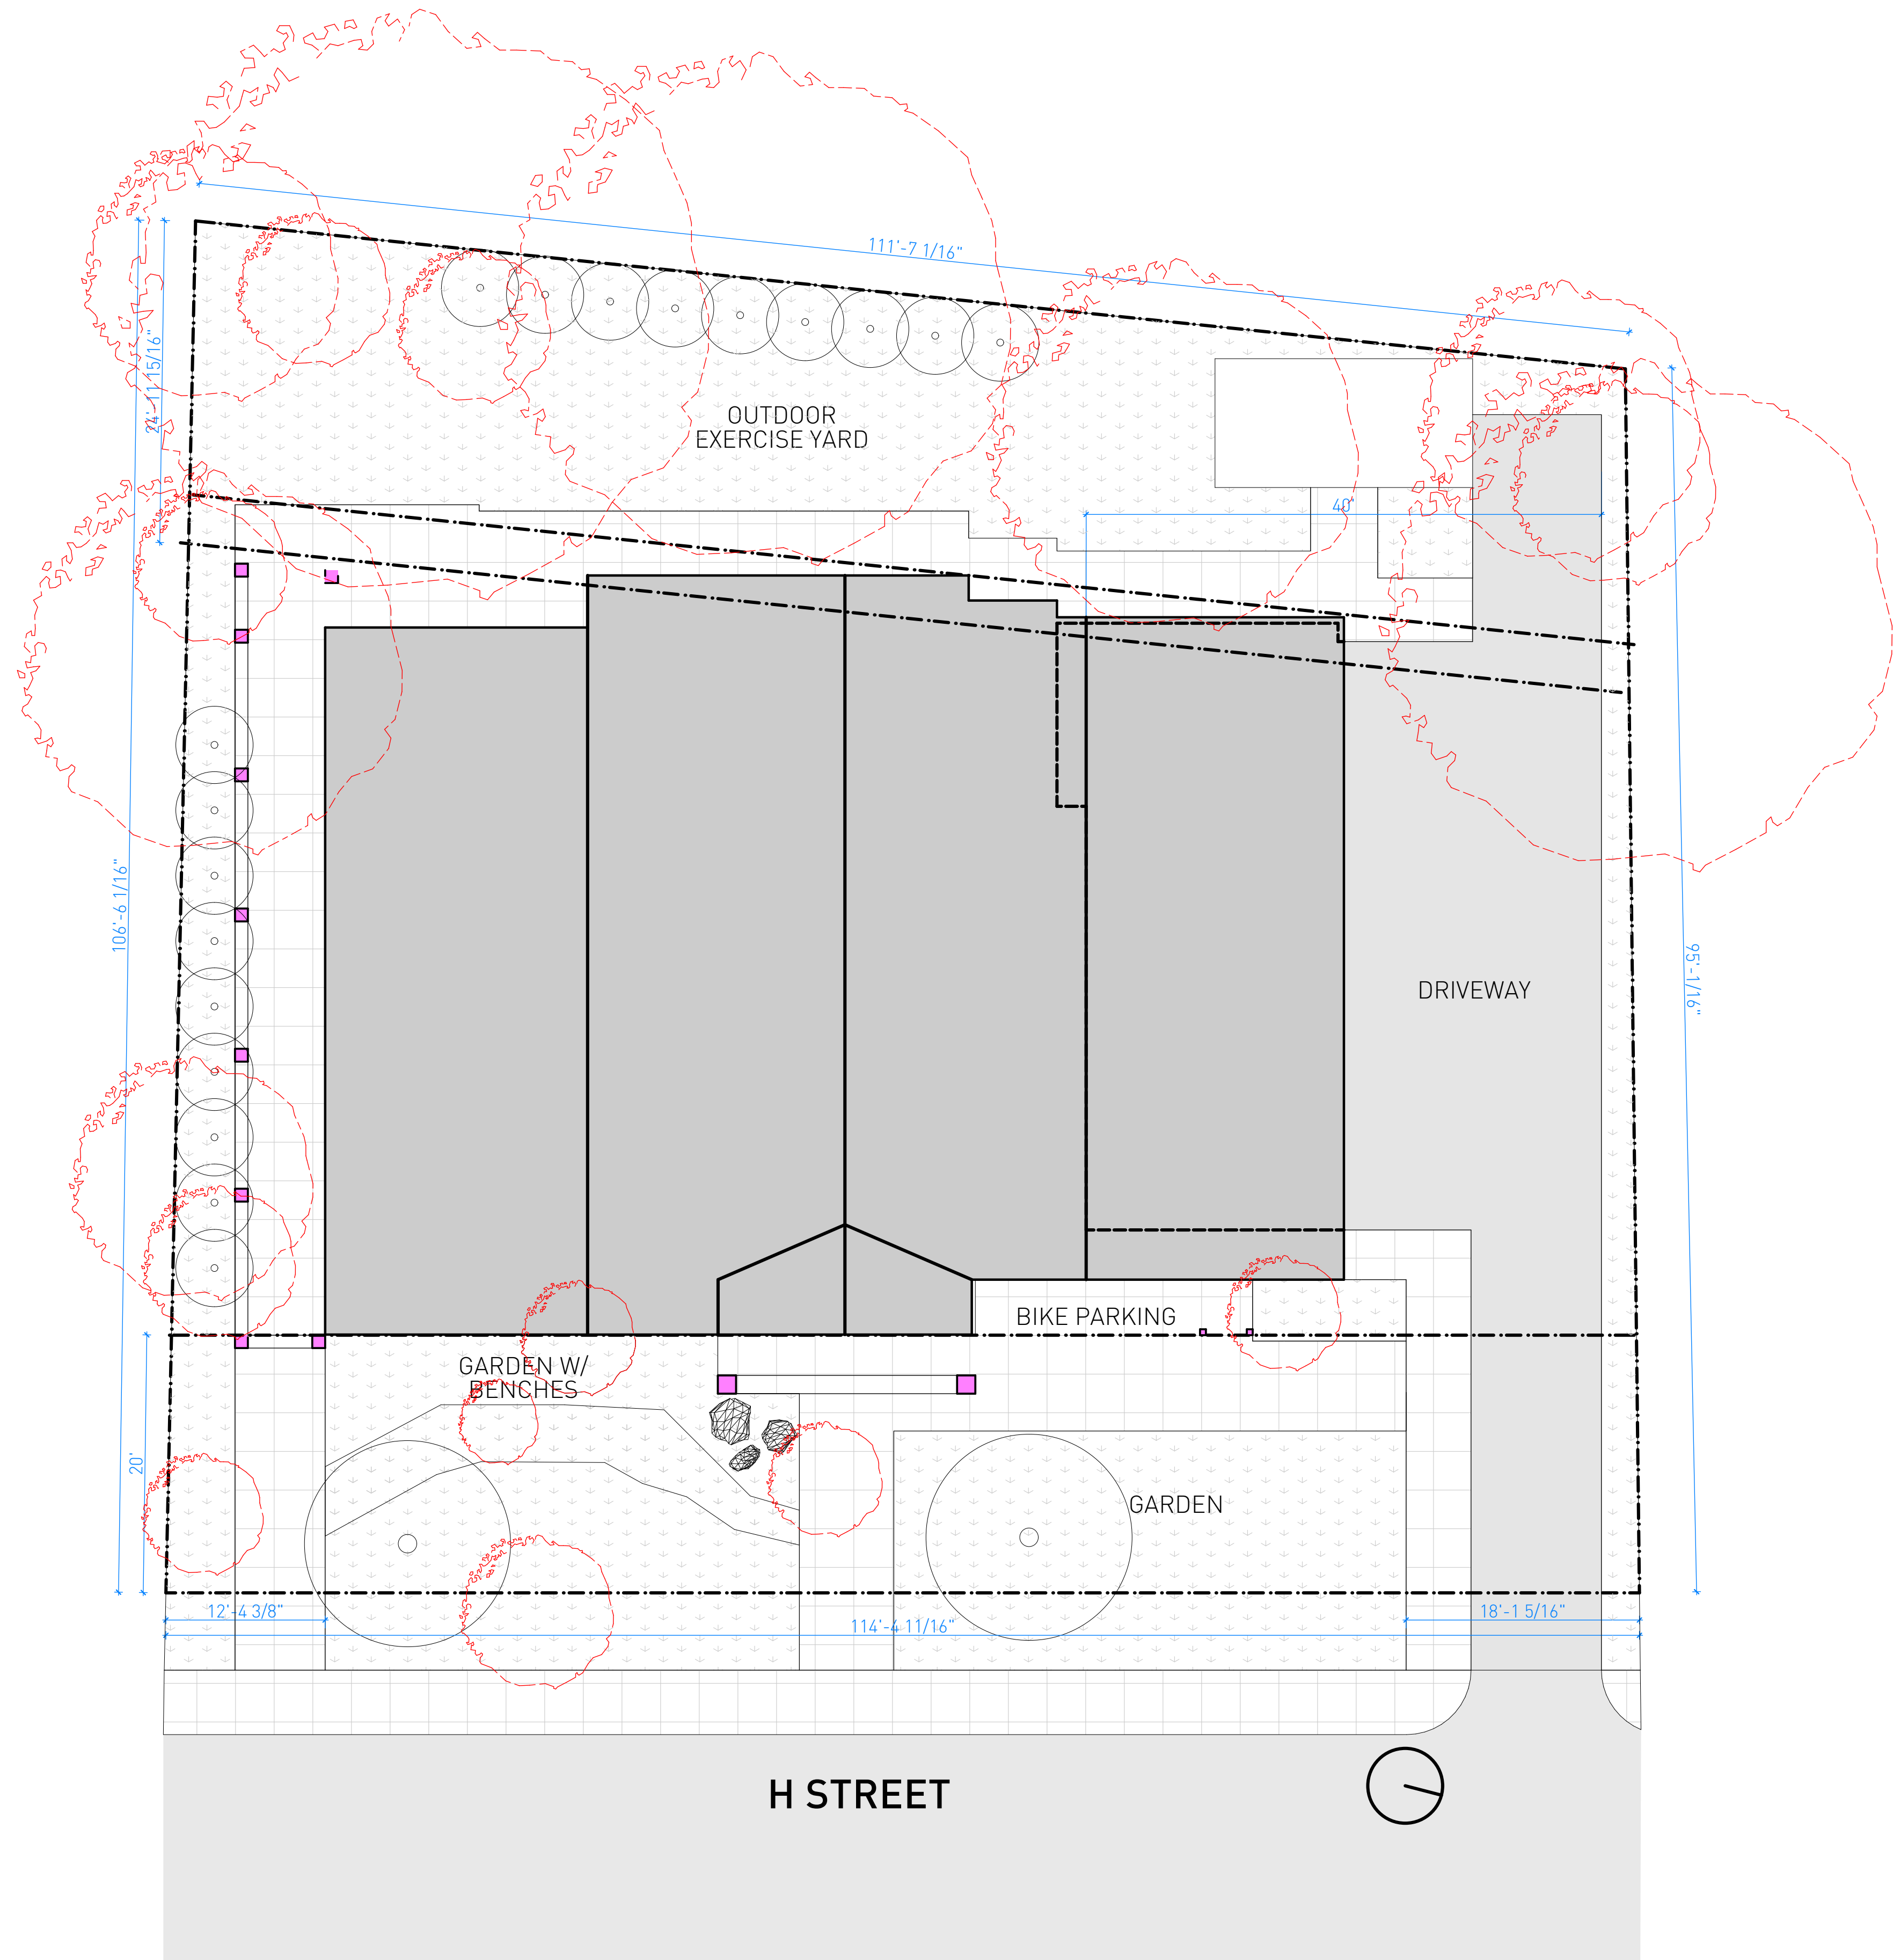 111'-7 1/16"
24'-11 15/16"
OUTDOOR
EXERCISE YARD
40'
106'-6 1/16"
95'-1/16"
DRIVEWAY
BIKE PARKING
GARDEN W/
BENCHES
20'
GARDEN
12'-4 3/8"
18'-1 5/16"
114'-4 11/16"
H STREET